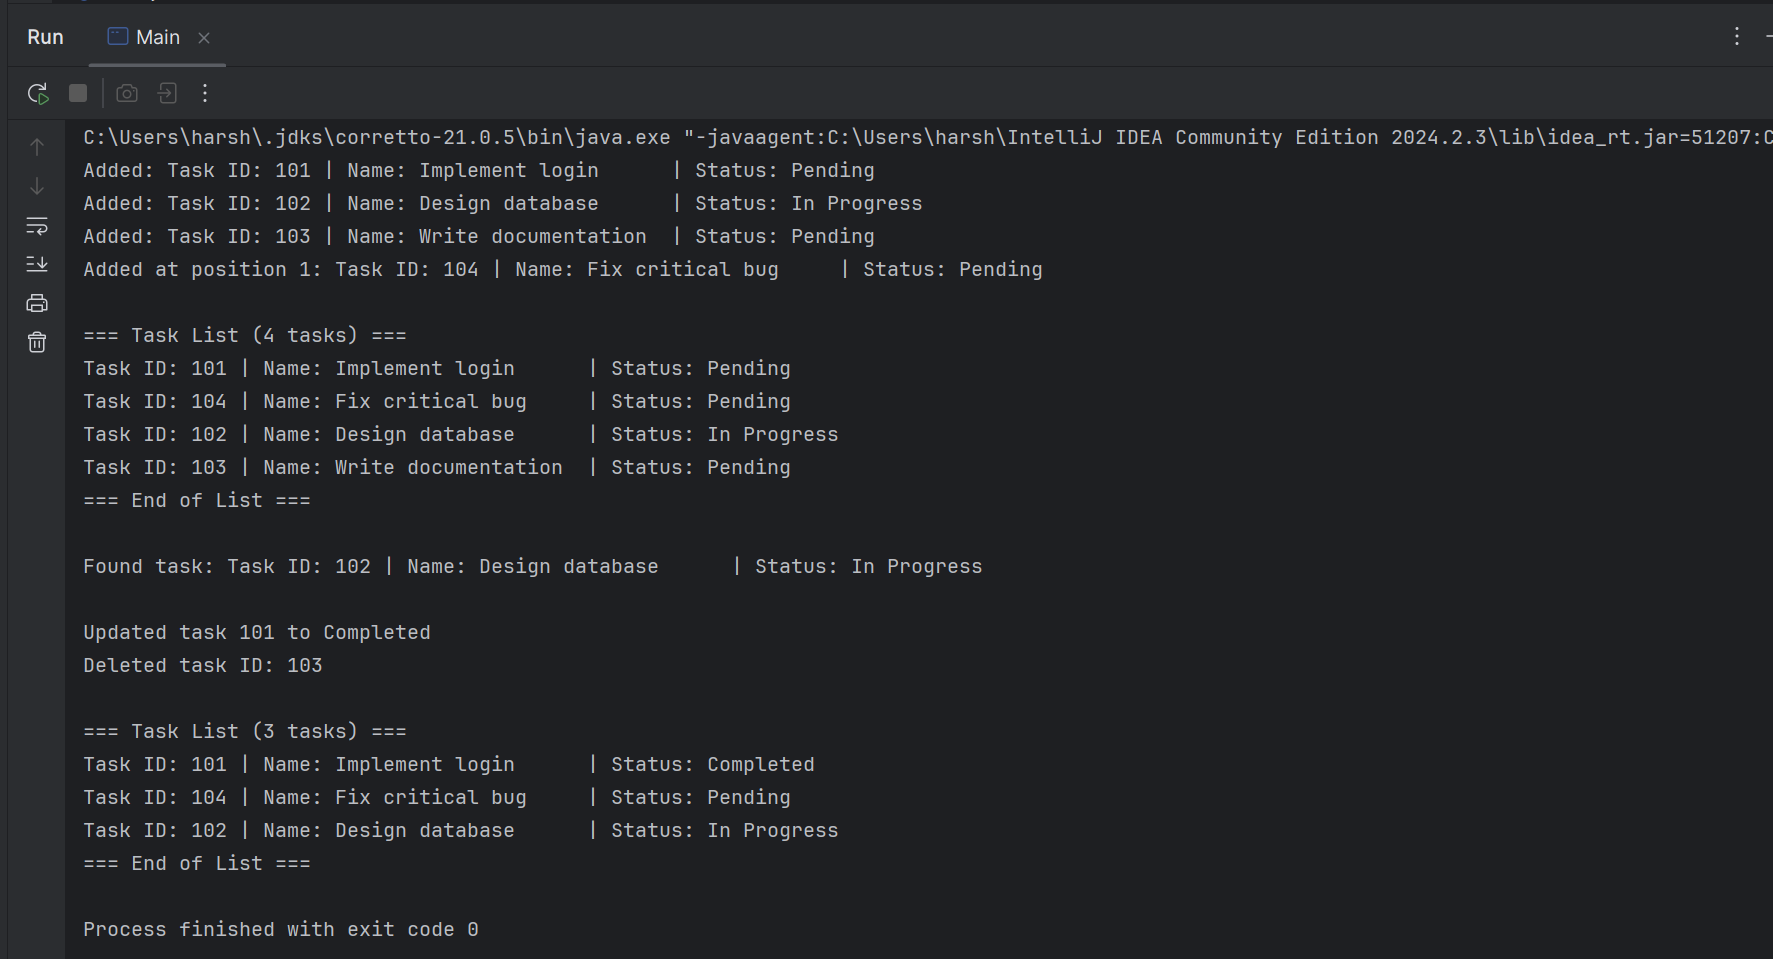 Run Main
C:\Users\harsh\.jdks\corretto-21.0.5\bin\java.exe "-javaagent:C:\Users\harsh\IntelliJ IDEA Community Edition 2024.2.3\lib\idea_rt.jar=51207:C
Added: Task ID: 101 | Name: Implement login      | Status: Pending
Added: Task ID: 102 | Name: Design database      | Status: In Progress
Added: Task ID: 103 | Name: Write documentation  | Status: Pending
Added at position 1: Task ID: 104 | Name: Fix critical bug     | Status: Pending
=== Task List (4 tasks) ===
Task ID: 101 | Name: Implement login      | Status: Pending
Task ID: 104 | Name: Fix critical bug     | Status: Pending
Task ID: 102 | Name: Design database      | Status: In Progress
Task ID: 103 | Name: Write documentation  | Status: Pending
=== End of List ===
Found task: Task ID: 102 | Name: Design database      | Status: In Progress
Updated task 101 to Completed
Deleted task ID: 103
=== Task List (3 tasks) ===
Task ID: 101 | Name: Implement login      | Status: Completed
Task ID: 104 | Name: Fix critical bug     | Status: Pending
Task ID: 102 | Name: Design database      | Status: In Progress
=== End of List ===
Process finished with exit code 0